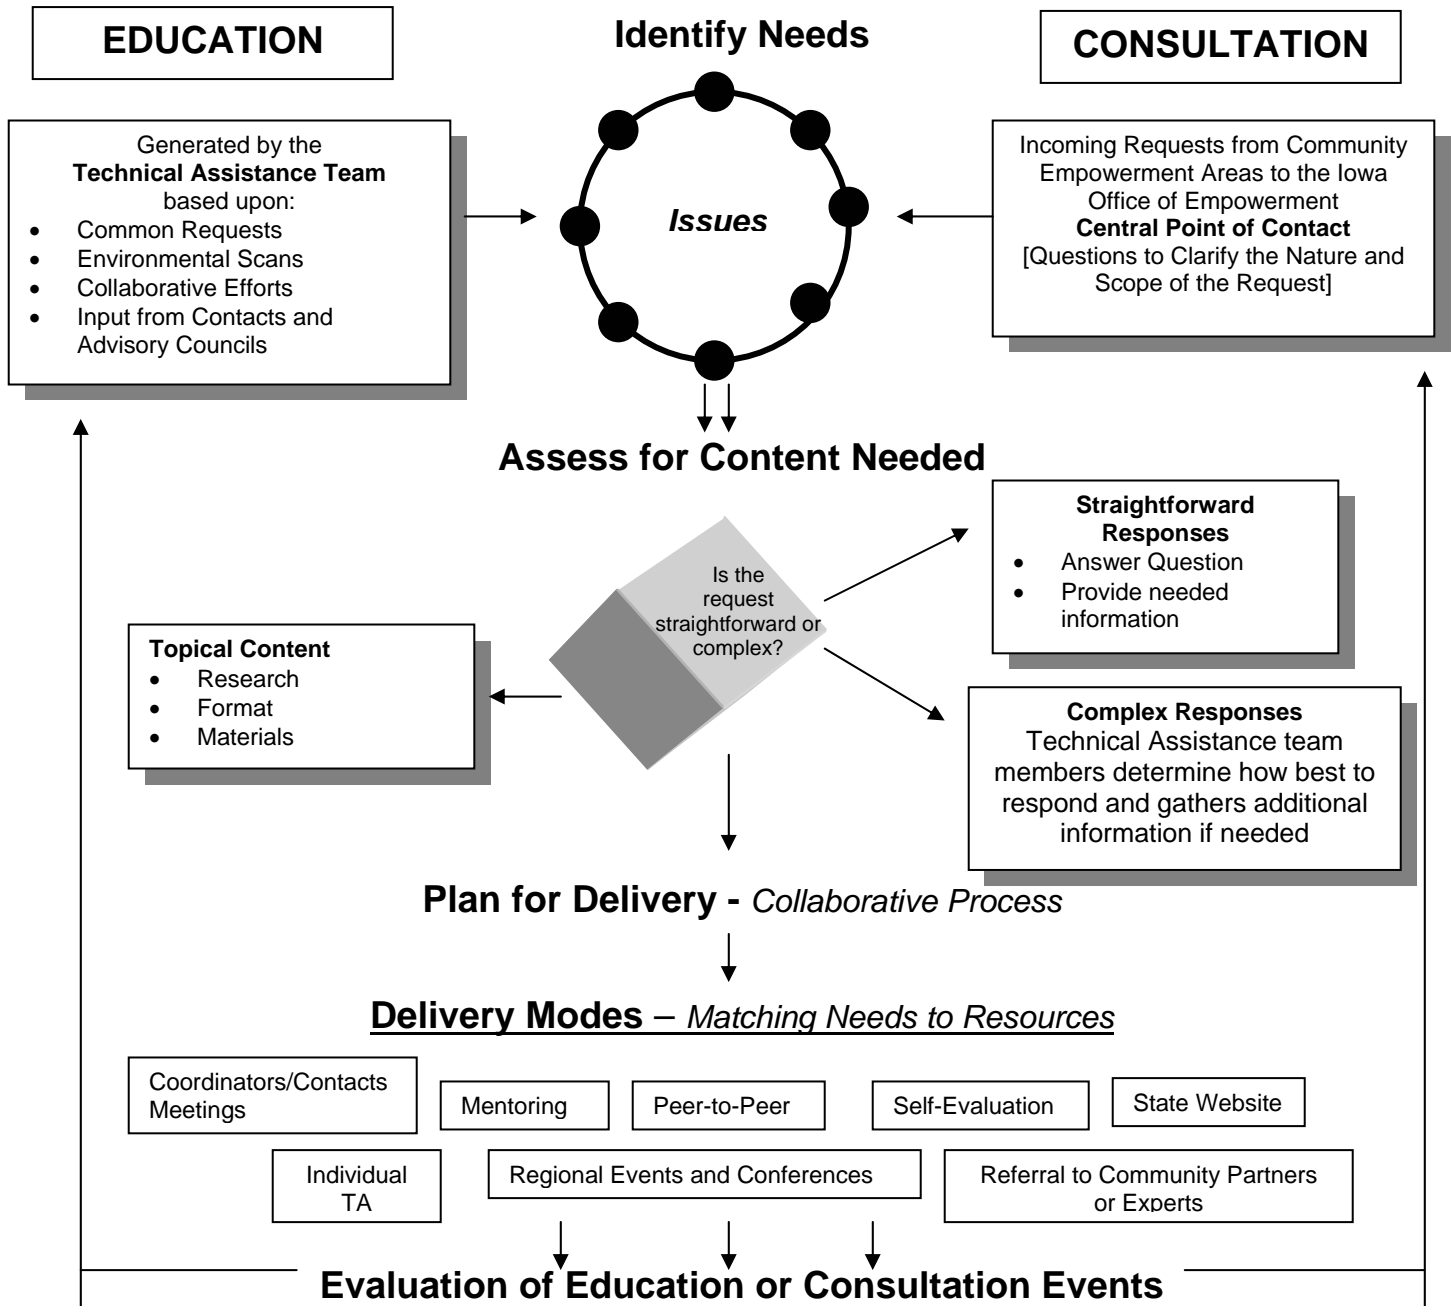 EDUCATION
Identify Needs
CONSULTATION
Generated by the
Technical Assistance Team
based upon:
• Common Requests
• Environmental Scans
• Collaborative Efforts
• Input from Contacts and
Advisory Councils
Issues
Incoming Requests from Community
Empowerment Areas to the Iowa
Office of Empowerment
Central Point of Contact
[Questions to Clarify the Nature and
Scope of the Request]
Assess for Content Needed
Is the
request
straightforward or
complex?
Straightforward
Responses
• Answer Question
• Provide needed
information
Topical Content
• Research
• Format
• Materials
Complex Responses
Technical Assistance team
members determine how best to
respond and gathers additional
information if needed
Plan for Delivery - Collaborative Process
Delivery Modes – Matching Needs to Resources
Coordinators/Contacts
Meetings
Mentoring
Peer-to-Peer
Self-Evaluation
State Website
Individual
TA
Regional Events and Conferences
Referral to Community Partners
or Experts
Evaluation of Education or Consultation Events